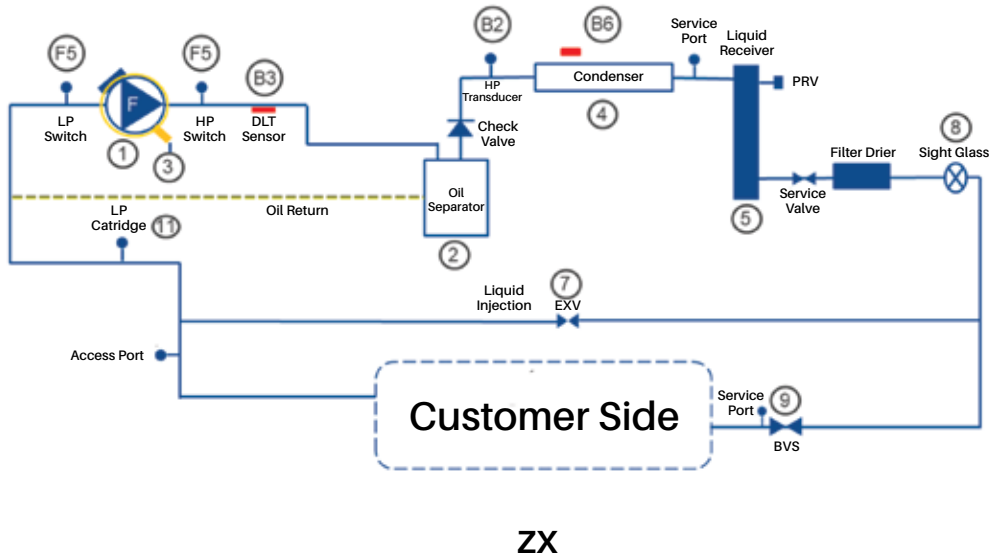 F5
F5
B3
B2
B6
Service
Port
Liquid
Receiver
HP
Transducer
Condenser
PRV
F
LP
Switch
HP
Switch
DLT
Sensor
Check
Valve
4
8
1
3
Filter Drier
Sight Glass
Oil
Separator
Service
Valve
Oil Return
LP
Catridge
11
2
5
Liquid
Injection
7
EXV
Access Port
Customer Side
Service
Port
9
BVS
ZX